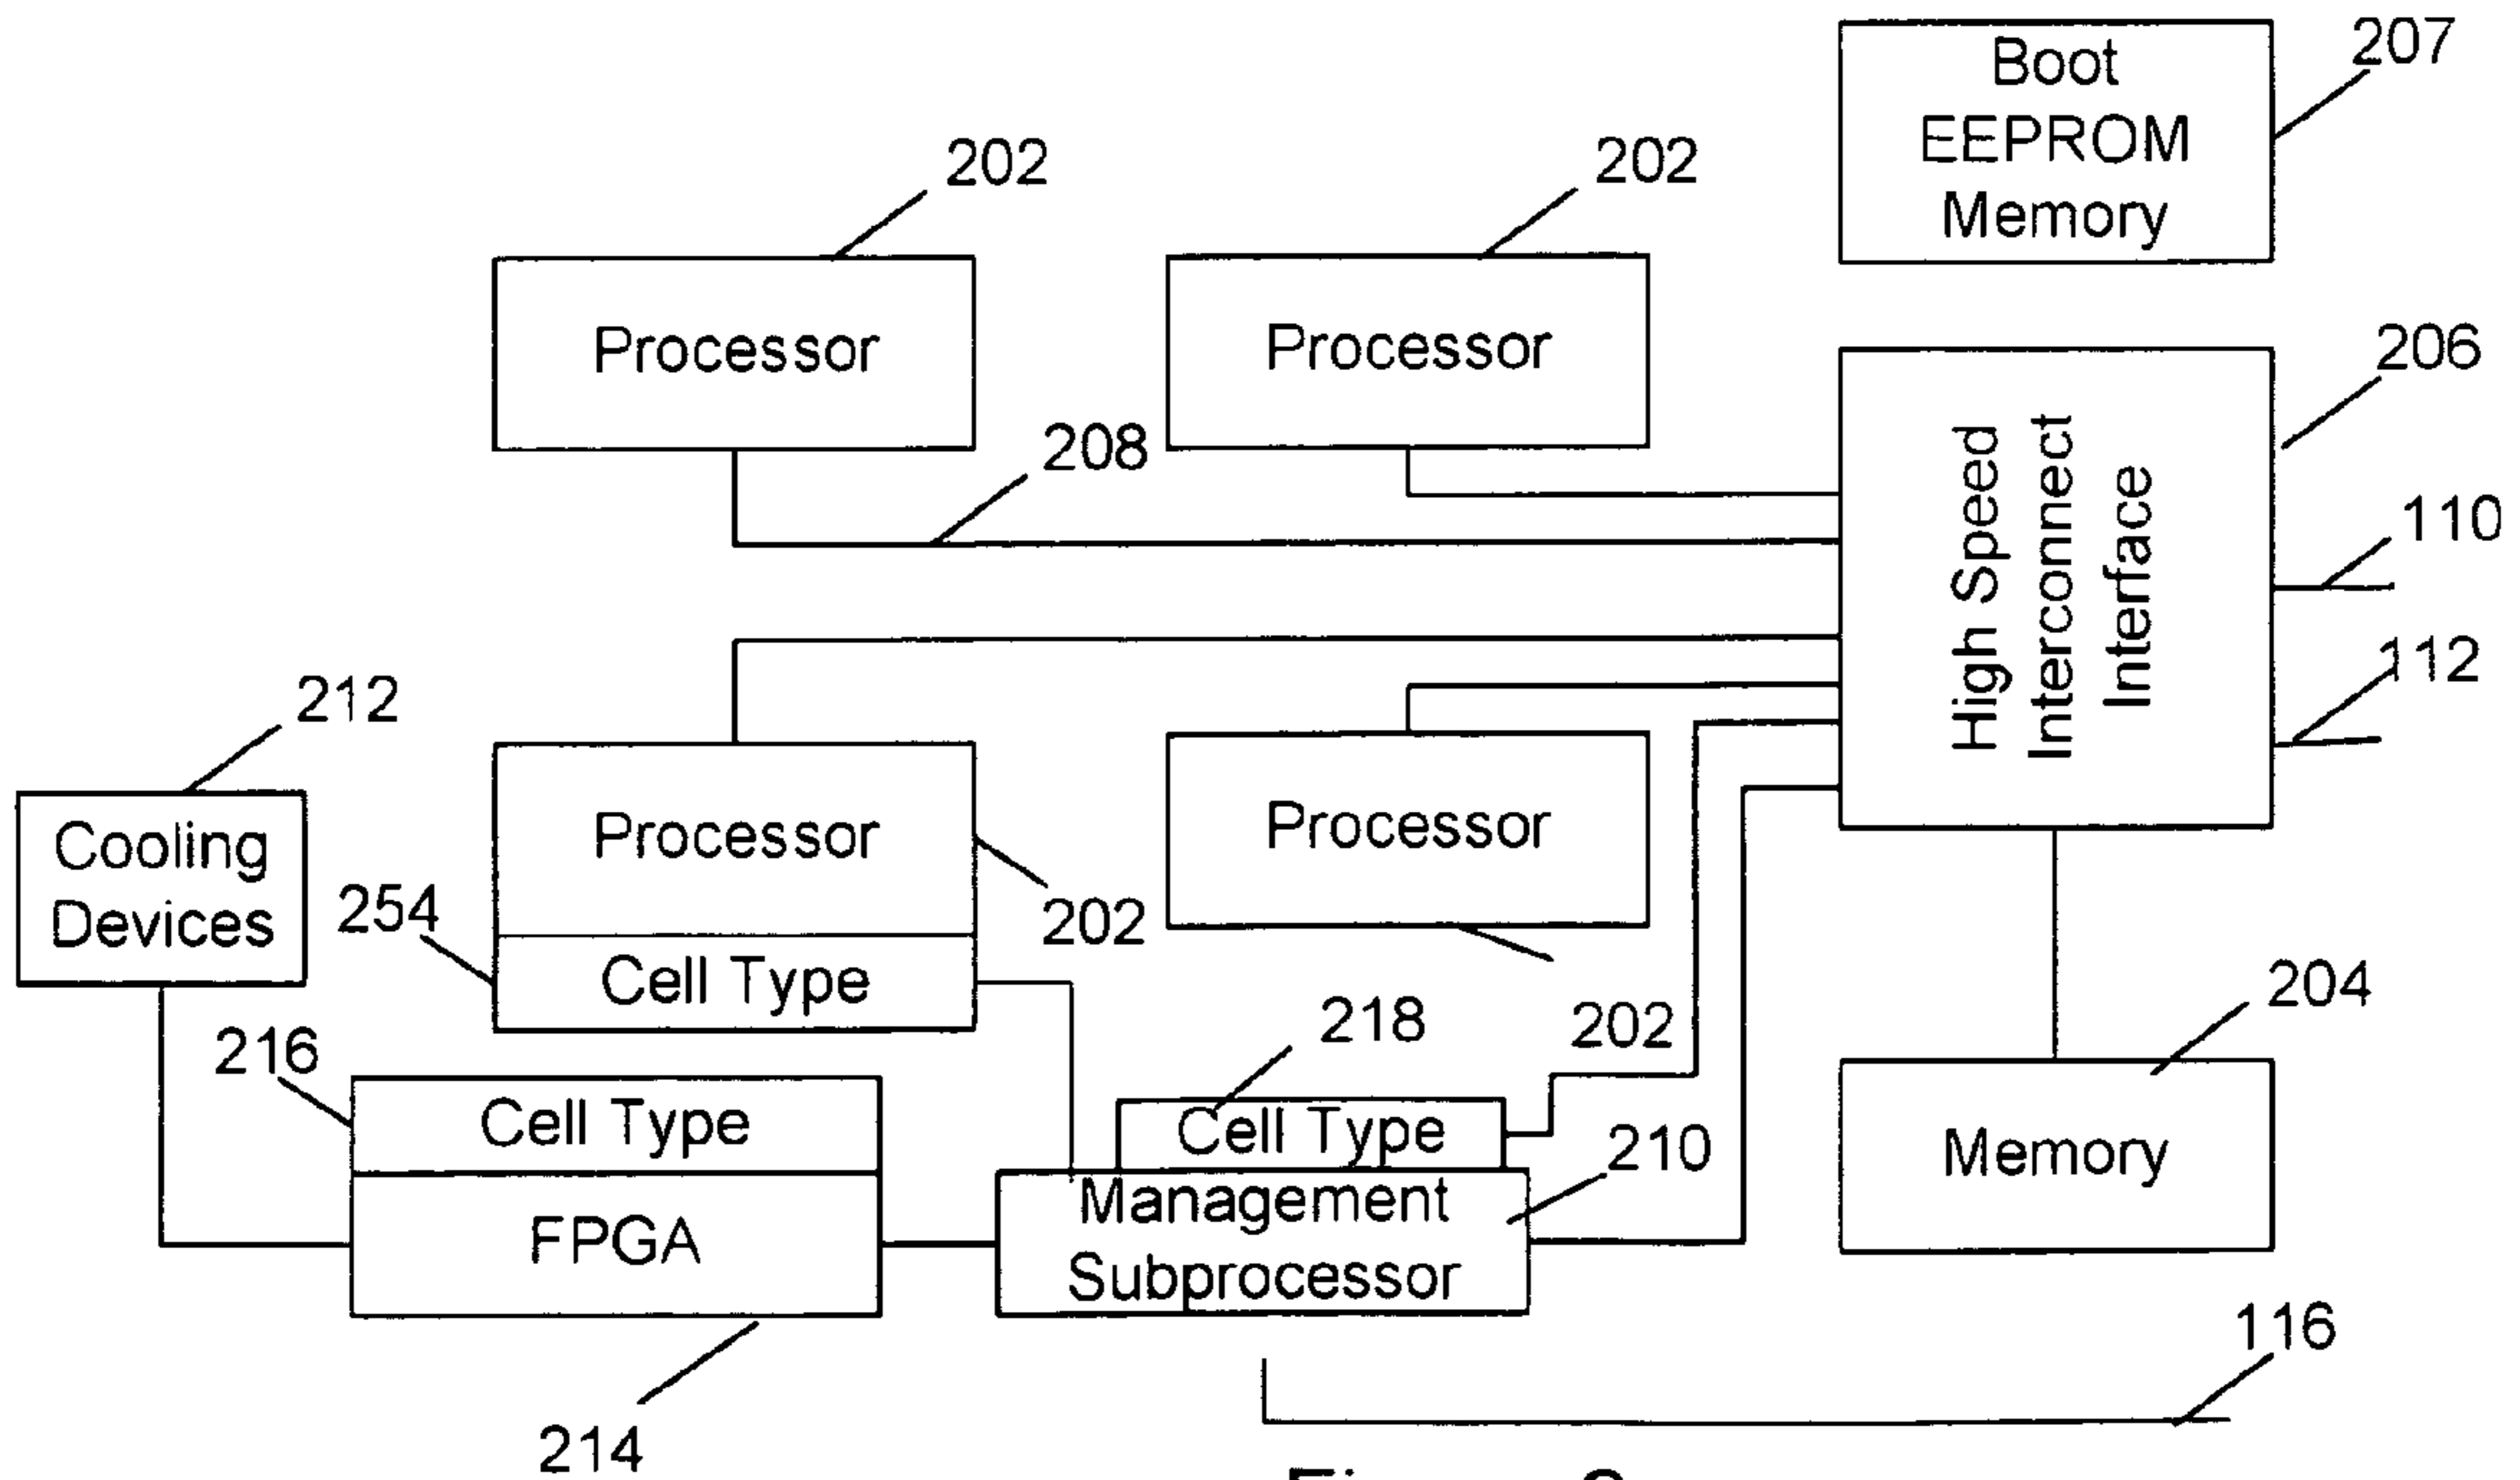 Boot
EEPROM
Memory
207
202
202
Processor
Processor
206
208
High Speed
Interconnect
Interface
110
112
212
Cooling
Devices
Processor
Processor
254
202
Cell Type
204
218
202
216
Cell Type
Cell Type
210
Memory
Management
Subprocessor
FPGA
116
214